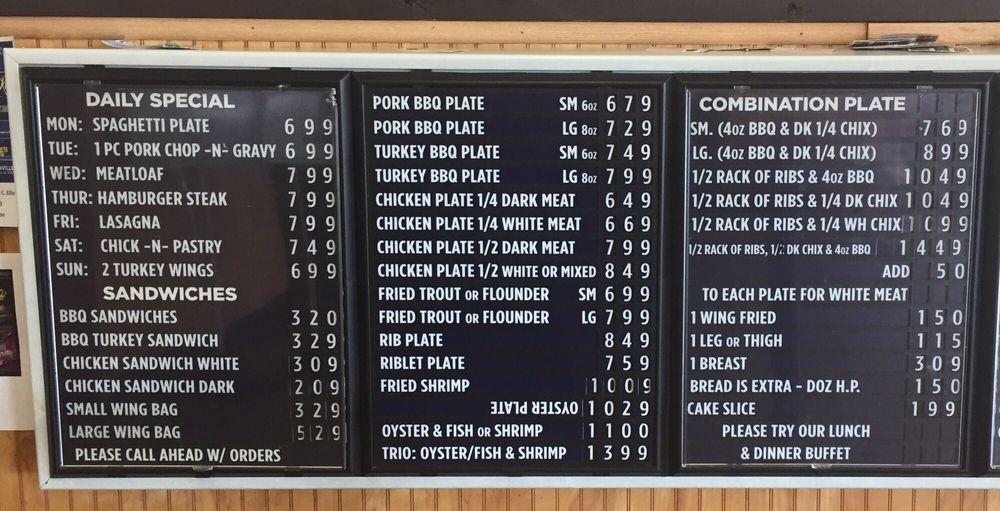 DAILY SPECIAL
MON: SPAGHETTI PLATE 6 9 9
TUE: 1 PC PORK CHOP -N- GRAVY 6 9 9
WED: MEATLOAF 7 9 9
THUR: HAMBURGER STEAK 7 9 9
FRI: LASAGNA 7 9 9
SAT: CHICK -N- PASTRY 7 4 9
SUN: 2 TURKEY WINGS 6 9 9
SANDWICHES
BBQ SANDWICHES 3 2 0
BBQ TURKEY SANDWICH 3 2 9
CHICKEN SANDWICH WHITE 3 0 9
CHICKEN SANDWICH DARK 2 0 9
SMALL WING BAG 3 2 9
LARGE WING BAG 5 2 9
PLEASE CALL AHEAD W/ ORDERS
PORK BBQ PLATE SM 6oz 6 7 9
PORK BBQ PLATE LG 8oz 7 2 9
TURKEY BBQ PLATE SM 6oz 7 4 9
TURKEY BBQ PLATE LG 8oz 7 9 9
CHICKEN PLATE 1/4 DARK MEAT 6 4 9
CHICKEN PLATE 1/4 WHITE MEAT 6 6 9
CHICKEN PLATE 1/2 DARK MEAT 7 9 9
CHICKEN PLATE 1/2 WHITE OR MIXED 8 4 9
FRIED TROUT OR FLOUNDER SM 6 9 9
FRIED TROUT OR FLOUNDER LG 7 9 9
RIB PLATE 8 4 9
RIBLET PLATE 7 5 9
FRIED SHRIMP 1 0 0 9
OYSTER PLATE 1 0 2 9
OYSTER & FISH OR SHRIMP 1 1 0 0
TRIO: OYSTER/FISH & SHRIMP 1 3 9 9
COMBINATION PLATE
SM. (4oz BBQ & DK 1/4 CHIX) 7 6 9
LG. (4oz BBQ & DK 1/4 CHIX) 8 9 9
1/2 RACK OF RIBS & 4oz BBQ 1 0 4 9
1/2 RACK OF RIBS & 1/4 DK CHIX 1 0 4 9
1/2 RACK OF RIBS & 1/4 WH CHIX 1 0 9 9
1/2 RACK OF RIBS, 1/2 DK CHIX & 4oz BBQ 1 4 4 9
ADD 5 0
TO EACH PLATE FOR WHITE MEAT
1 WING FRIED 1 5 0
1 LEG OR THIGH 1 1 5
1 BREAST 3 0 9
BREAD IS EXTRA - DOZ H.P. 1 5 0
CAKE SLICE 1 9 9
PLEASE TRY OUR LUNCH
& DINNER BUFFET